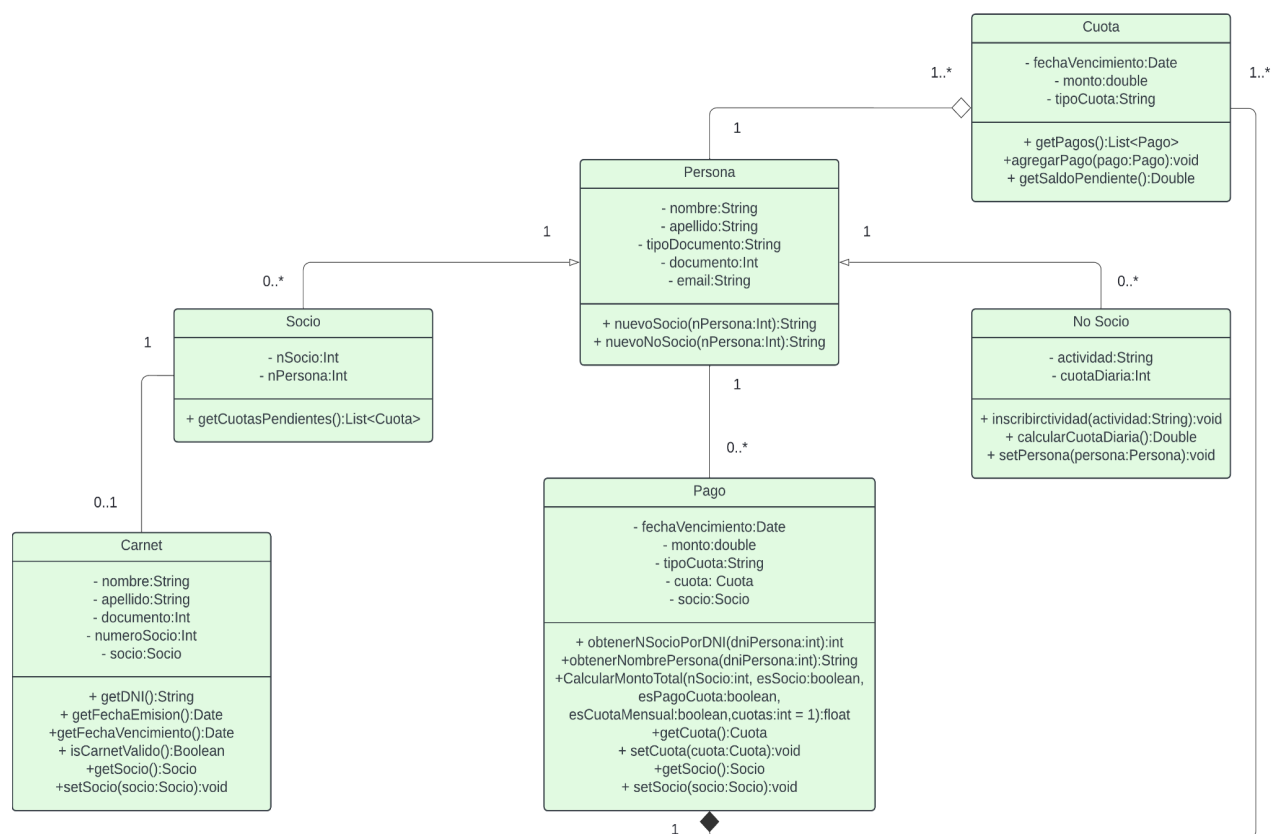 Cuota
- fechaVencimiento:Date
- monto:double
- tipoCuota:String
+ getPagos():List<Pago>
+agregarPago(pago:Pago):void
+ getSaldoPendiente():Double
1..*
1..*
1
Persona
- nombre:String
- apellido:String
- tipoDocumento:String
- documento:Int
- email:String
+ nuevoSocio(nPersona:Int):String
+ nuevoNoSocio(nPersona:Int):String
1
1
0..*
0..*
Socio
- nSocio:Int
- nPersona:Int
+ getCuotasPendientes():List<Cuota>
No Socio
- actividad:String
- cuotaDiaria:Int
+ inscribirctividad(actividad:String):void
+ calcularCuotaDiaria():Double
+ setPersona(persona:Persona):void
1
1
0..*
0..1
Pago
- fechaVencimiento:Date
- monto:double
- tipoCuota:String
- cuota: Cuota
- socio:Socio
+ obtenerNSocioPorDNI(dniPersona:int):int
+obtenerNombrePersona(dniPersona:int):String
+CalcularMontoTotal(nSocio:int, esSocio:boolean,
esPagoCuota:boolean,
esCuotaMensual:boolean,cuotas:int = 1):float
+getCuota():Cuota
+ setCuota(cuota:Cuota):void
+getSocio():Socio
+ setSocio(socio:Socio):void
Carnet
- nombre:String
- apellido:String
- documento:Int
- numeroSocio:Int
- socio:Socio
+ getDNI():String
+ getFechaEmision():Date
+getFechaVencimiento():Date
+ isCarnetValido():Boolean
+getSocio():Socio
+setSocio(socio:Socio):void
1